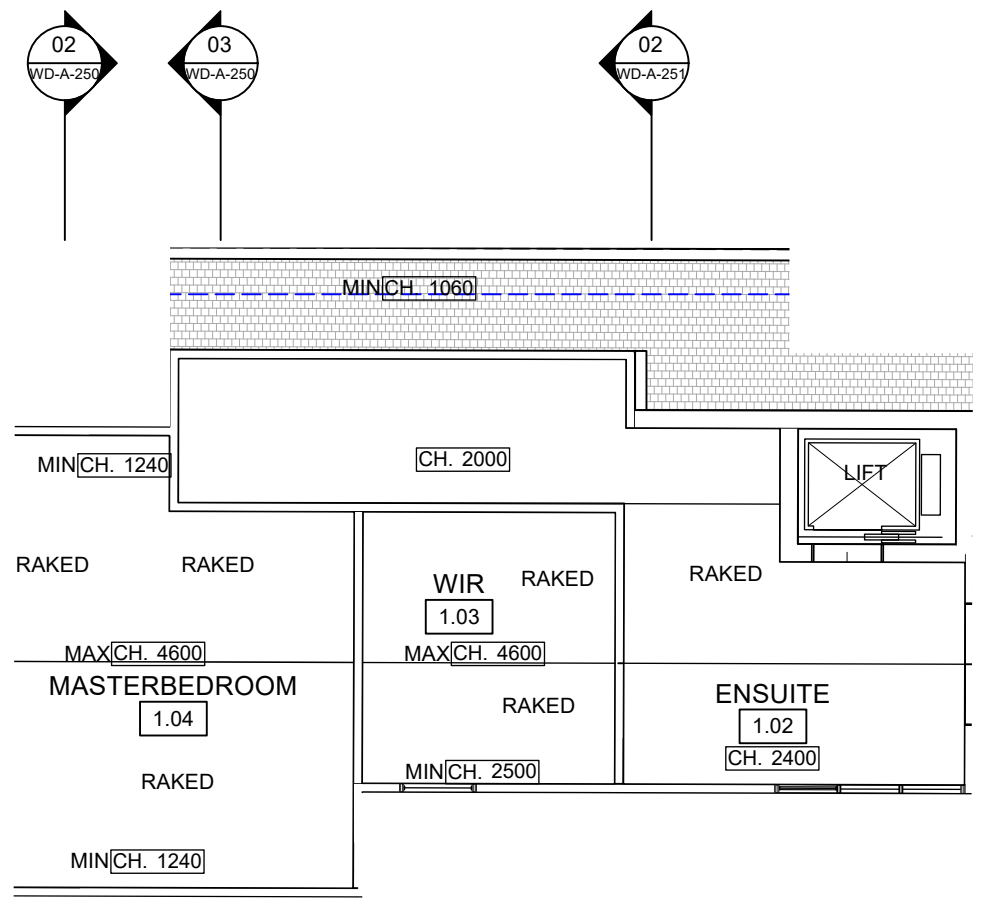 02
WD-A-250
03
WD-A-250
02
WD-A-251
MIN CH. 1060
MIN CH. 1240
CH. 2000
LIFT
RAKED
RAKED
WIR
1.03
RAKED
RAKED
MAX CH. 4600
MAX CH. 4600
MASTERBEDROOM
1.04
RAKED
ENSUITE
1.02
CH. 2400
RAKED
MIN CH. 2500
MIN CH. 1240